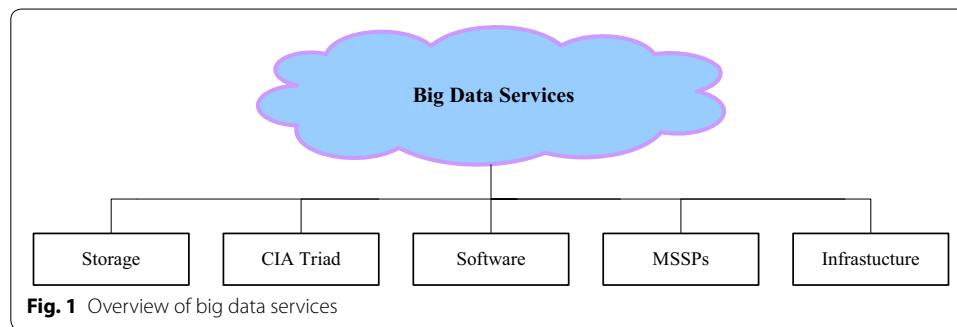 Big Data Services
Storage
CIA Triad
Software
MSSPs
Infrastucture
Fig. 1 Overview of big data services